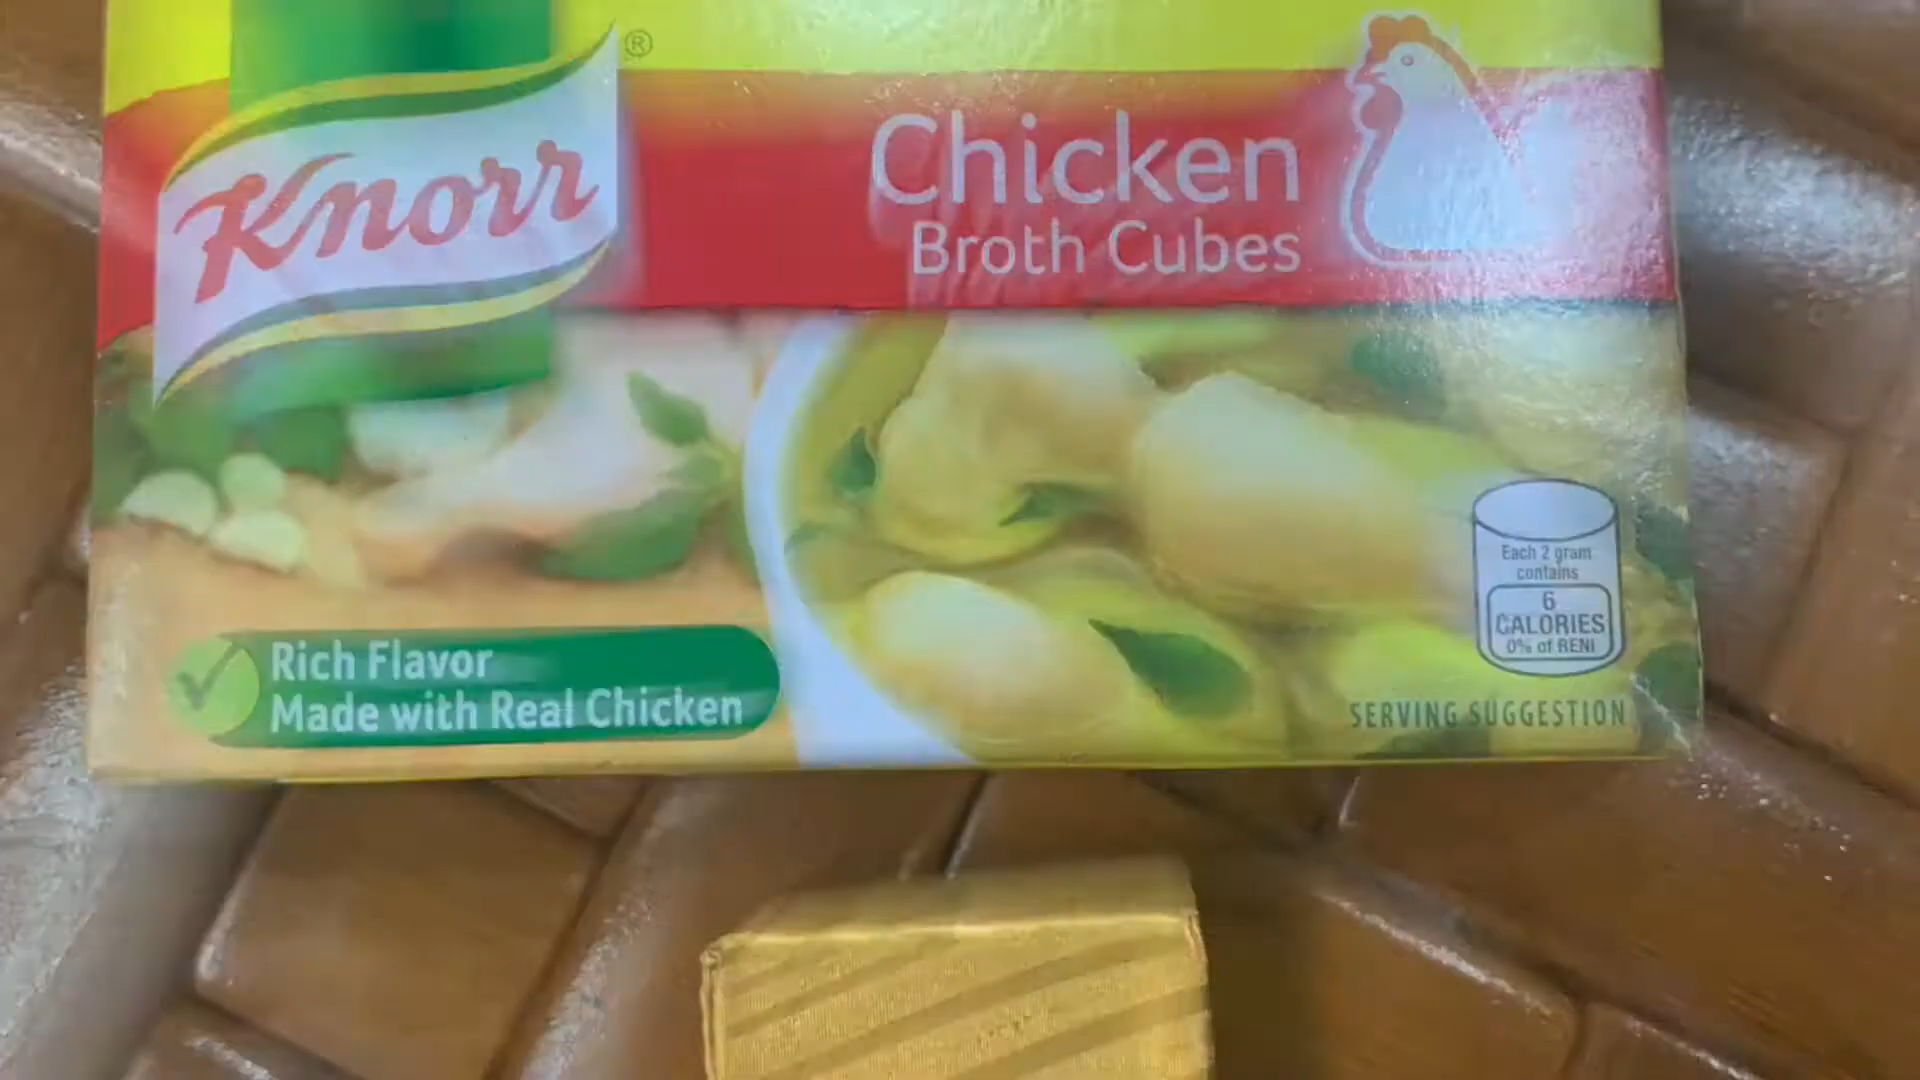 Knorr®
Chicken
Broth Cubes
Each 2 gram
contains
6
CALORIES
0% of RENI
Rich Flavor
Made with Real Chicken
SERVING SUGGESTION